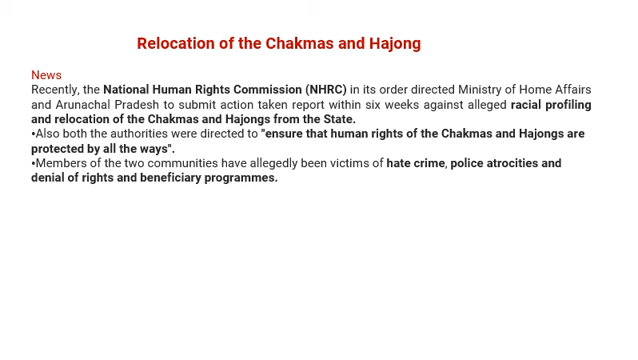 Relocation of the Chakmas and Hajong
News
Recently, the National Human Rights Commission (NHRC) in its order directed Ministry of Home Affairs
and Arunachal Pradesh to submit action taken report within six weeks against alleged racial profiling
and relocation of the Chakmas and Hajongs from the State.
•Also both the authorities were directed to "ensure that human rights of the Chakmas and Hajongs are
protected by all the ways".
•Members of the two communities have allegedly been victims of hate crime, police atrocities and
denial of rights and beneficiary programmes.